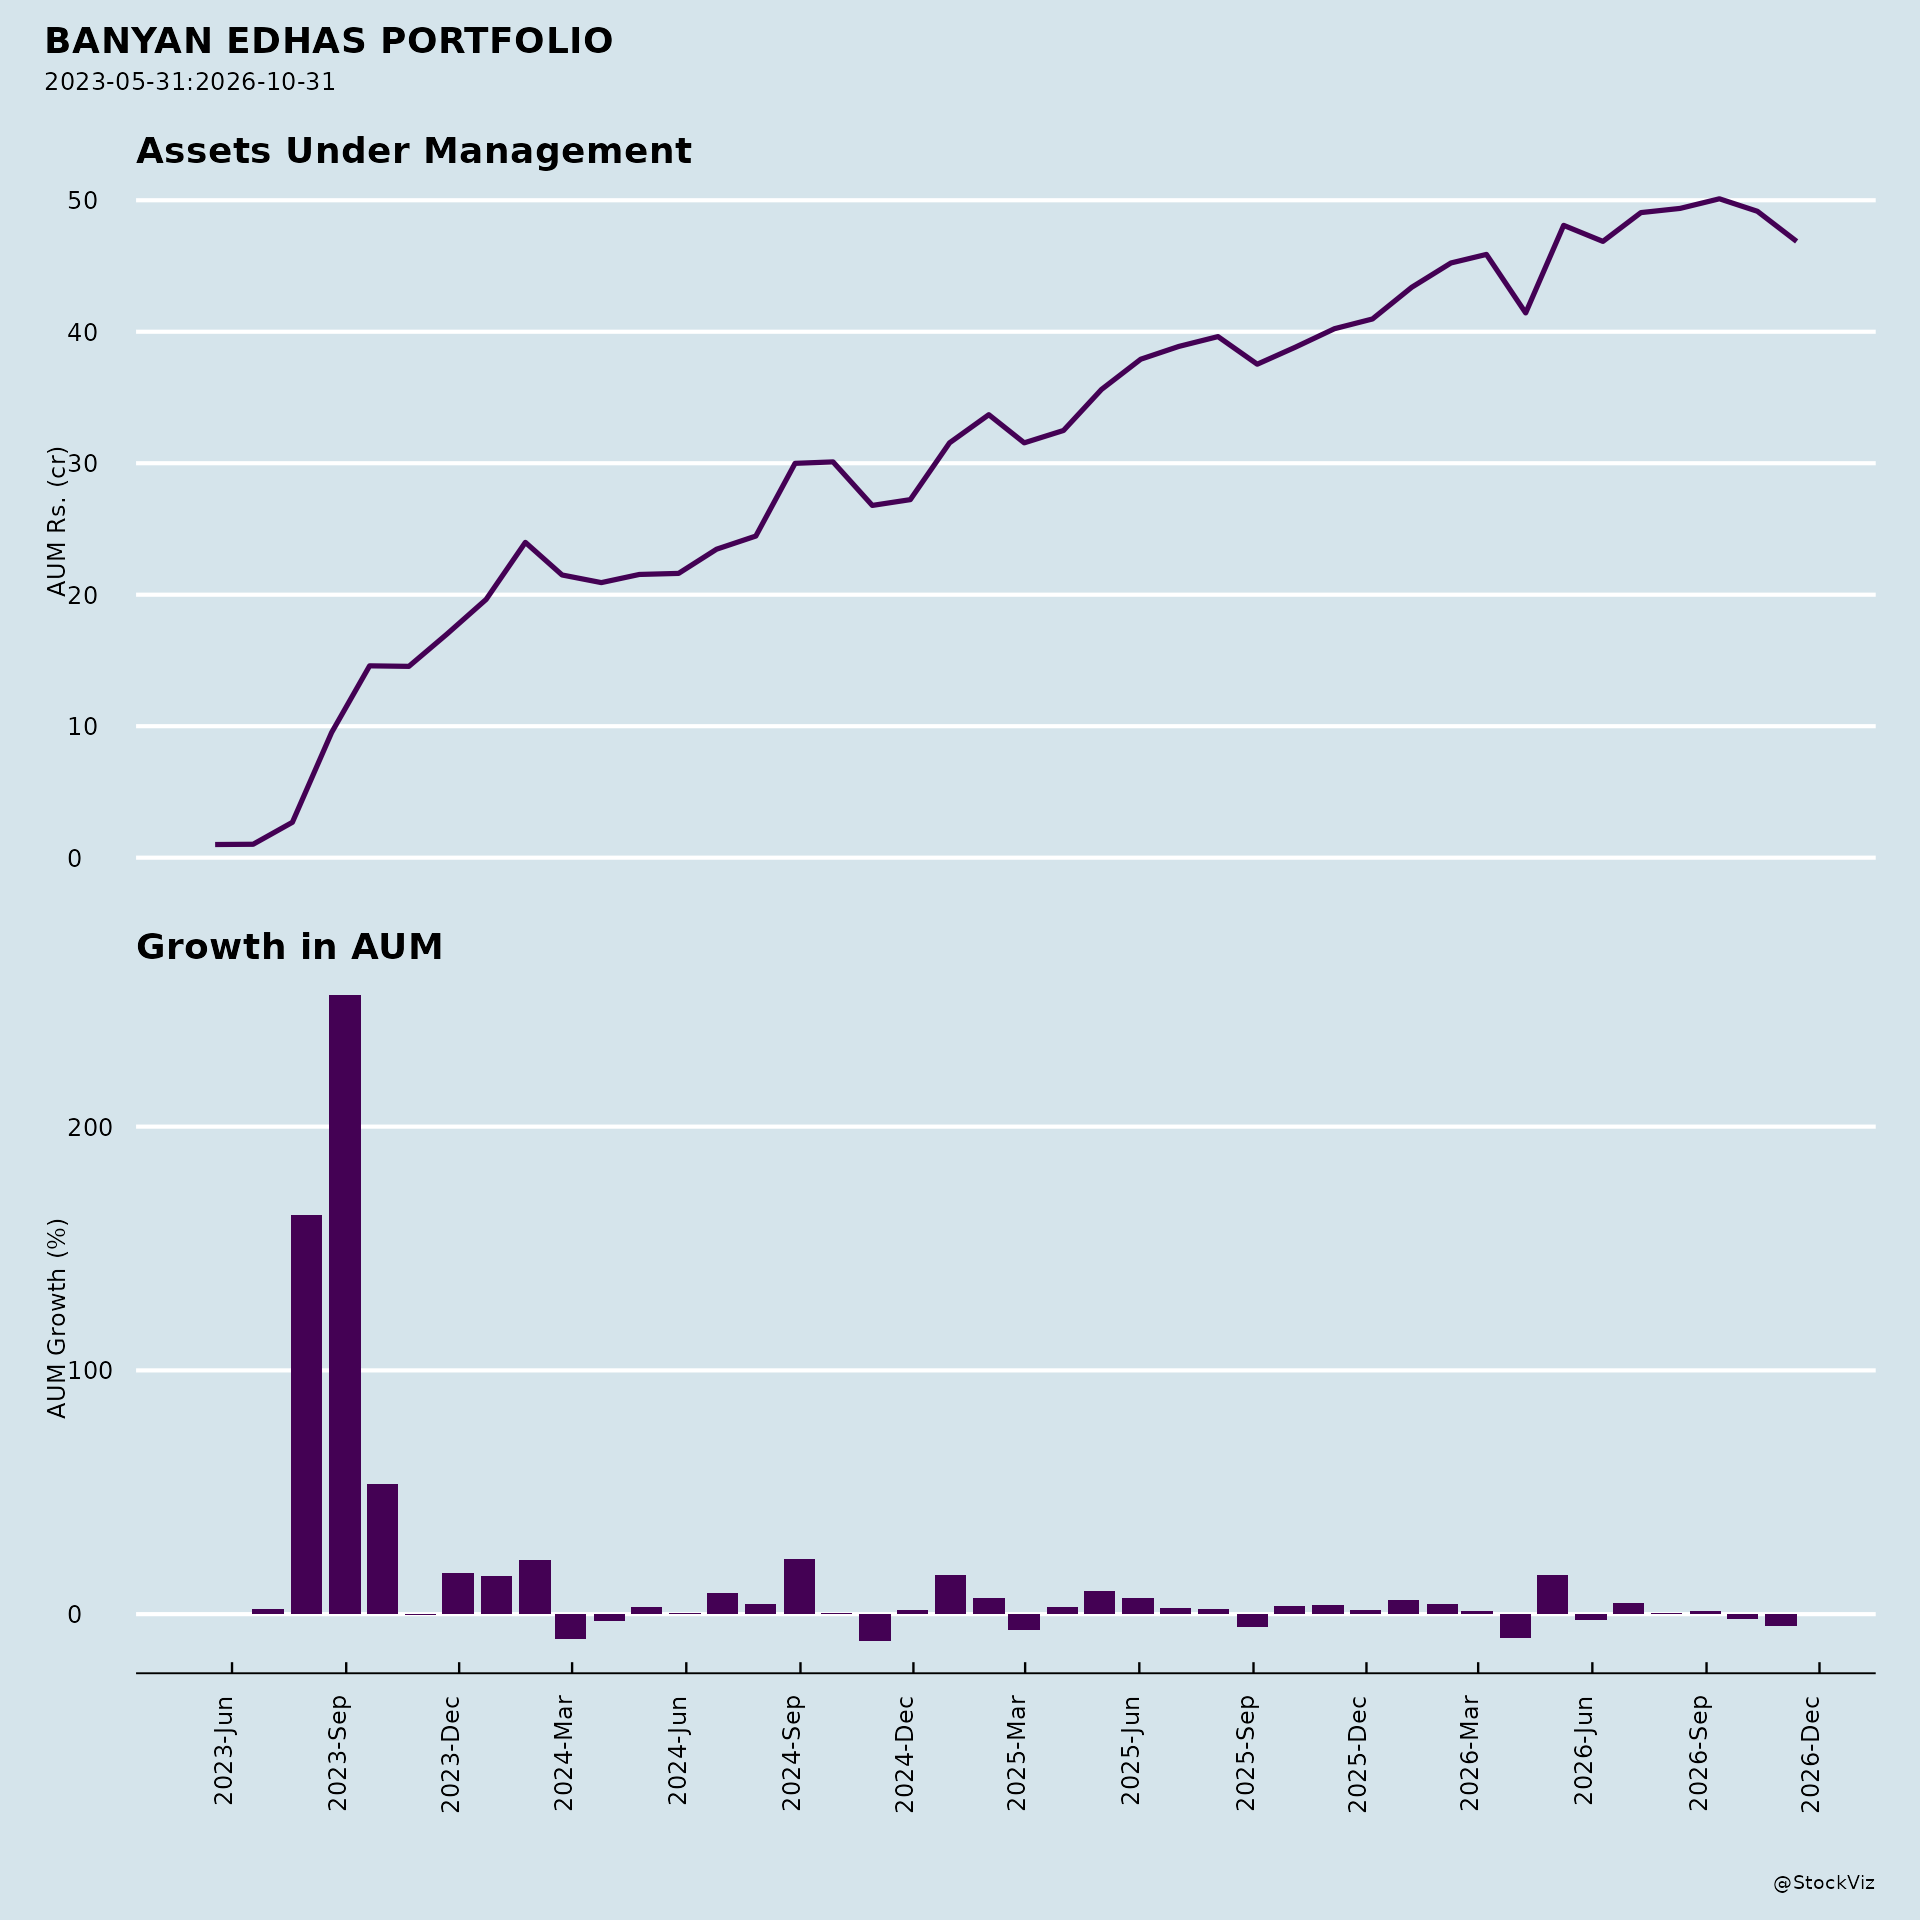 BANYAN EDHAS PORTFOLIO
2023-05-31:2026-10-31
Assets Under Management
50
40
30
20
10
0
AUM Rs. (cr)
Growth in AUM
200
100
0
AUM Growth (%)
2023-Jun
2023-Sep
2023-Dec
2024-Mar
2024-Jun
2024-Sep
2024-Dec
2025-Mar
2025-Jun
2025-Sep
2025-Dec
2026-Mar
2026-Jun
2026-Sep
2026-Dec
@StockViz